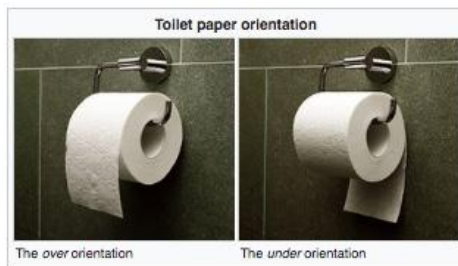 Toilet paper orientation
The over orientation
The under orientation